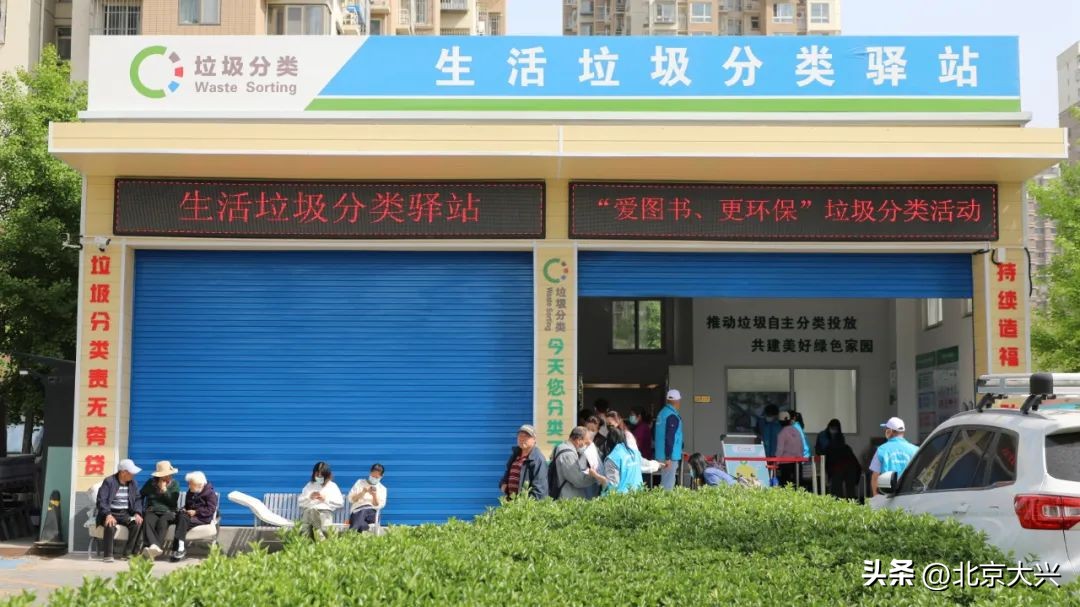 垃圾分类
Waste Sorting
生活垃圾分类驿站
生活垃圾分类驿站
“爱图书、更环保”垃圾分类活动
垃圾分类责无旁贷
垃圾分类
Waste Sorting
今天您分类了
持续造福
推动垃圾自主分类投放
共建美好绿色家园
头条 @北京大兴